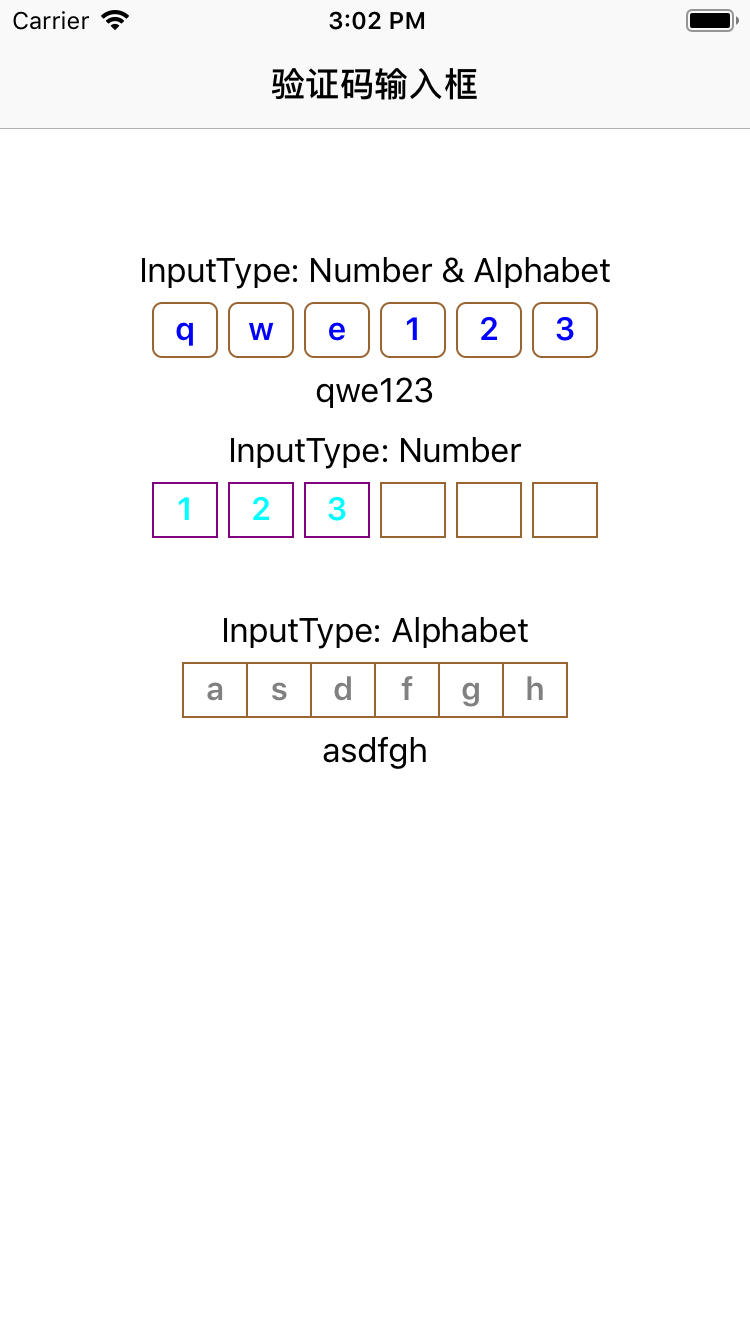 Carrier 3:02 PM
验证码输入框
InputType: Number & Alphabet
q w e 1 2 3
qwe123
InputType: Number
1 2 3
InputType: Alphabet
a s d f g h
asdfgh